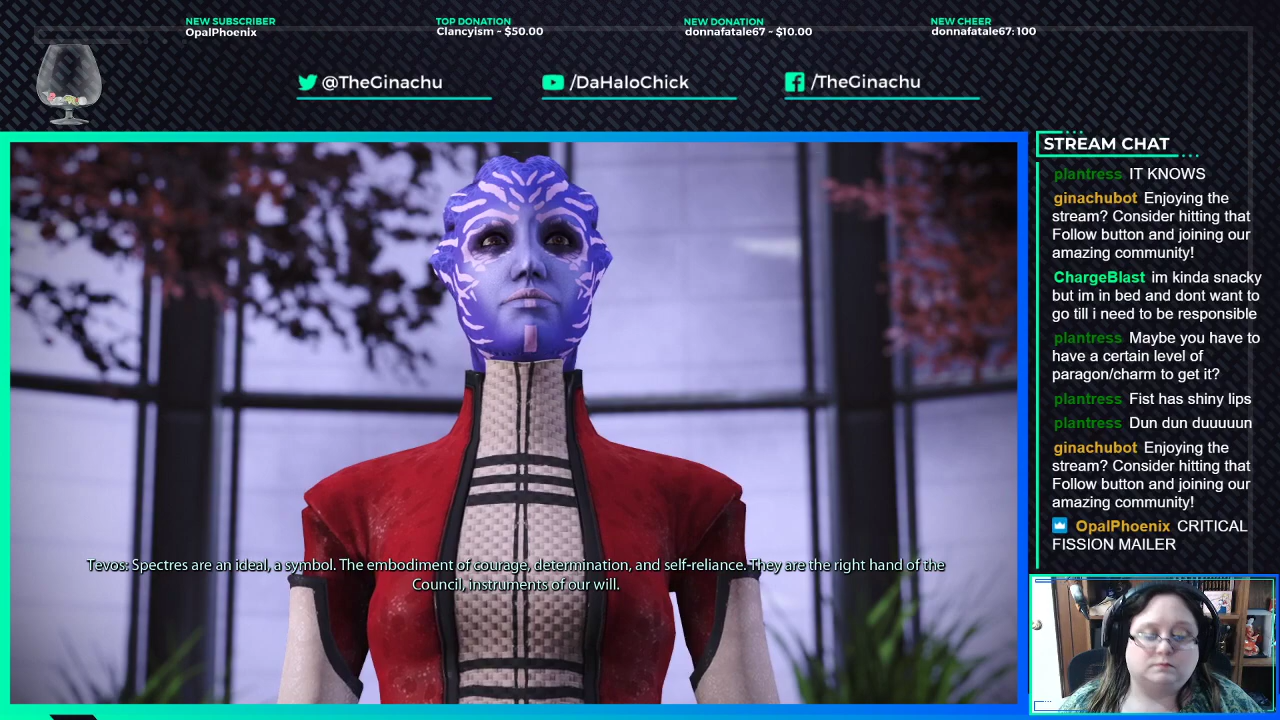 NEW SUBSCRIBER
OpalPhoenix
TOP DONATION
Clancyism - $50.00
NEW DONATION
donnafatale67 - $10.00
NEW CHEER
donnafatale67: 100
@TheGinachu
/DaHaloChick
/TheGinachu
STREAM CHAT
plantress IT KNOWS
ginachubot Enjoying the
stream? Consider hitting that
Follow button and joining our
amazing community!
ChargeBlast im kinda snacky
but im in bed and dont want to
go till i need to be responsible
plantress Maybe you have to
have a certain level of
paragon/charm to get it?
plantress Fist has shiny lips
plantress Dun dun duuuuun
ginachubot Enjoying the
stream? Consider hitting that
Follow button and joining our
amazing community!
OpalPhoenix CRITICAL
FISSION MAILER
Tevos: Spectres are an ideal, a symbol. The embodiment of courage, determination, and self-reliance. They are the right hand of the
Council, instruments of our will.